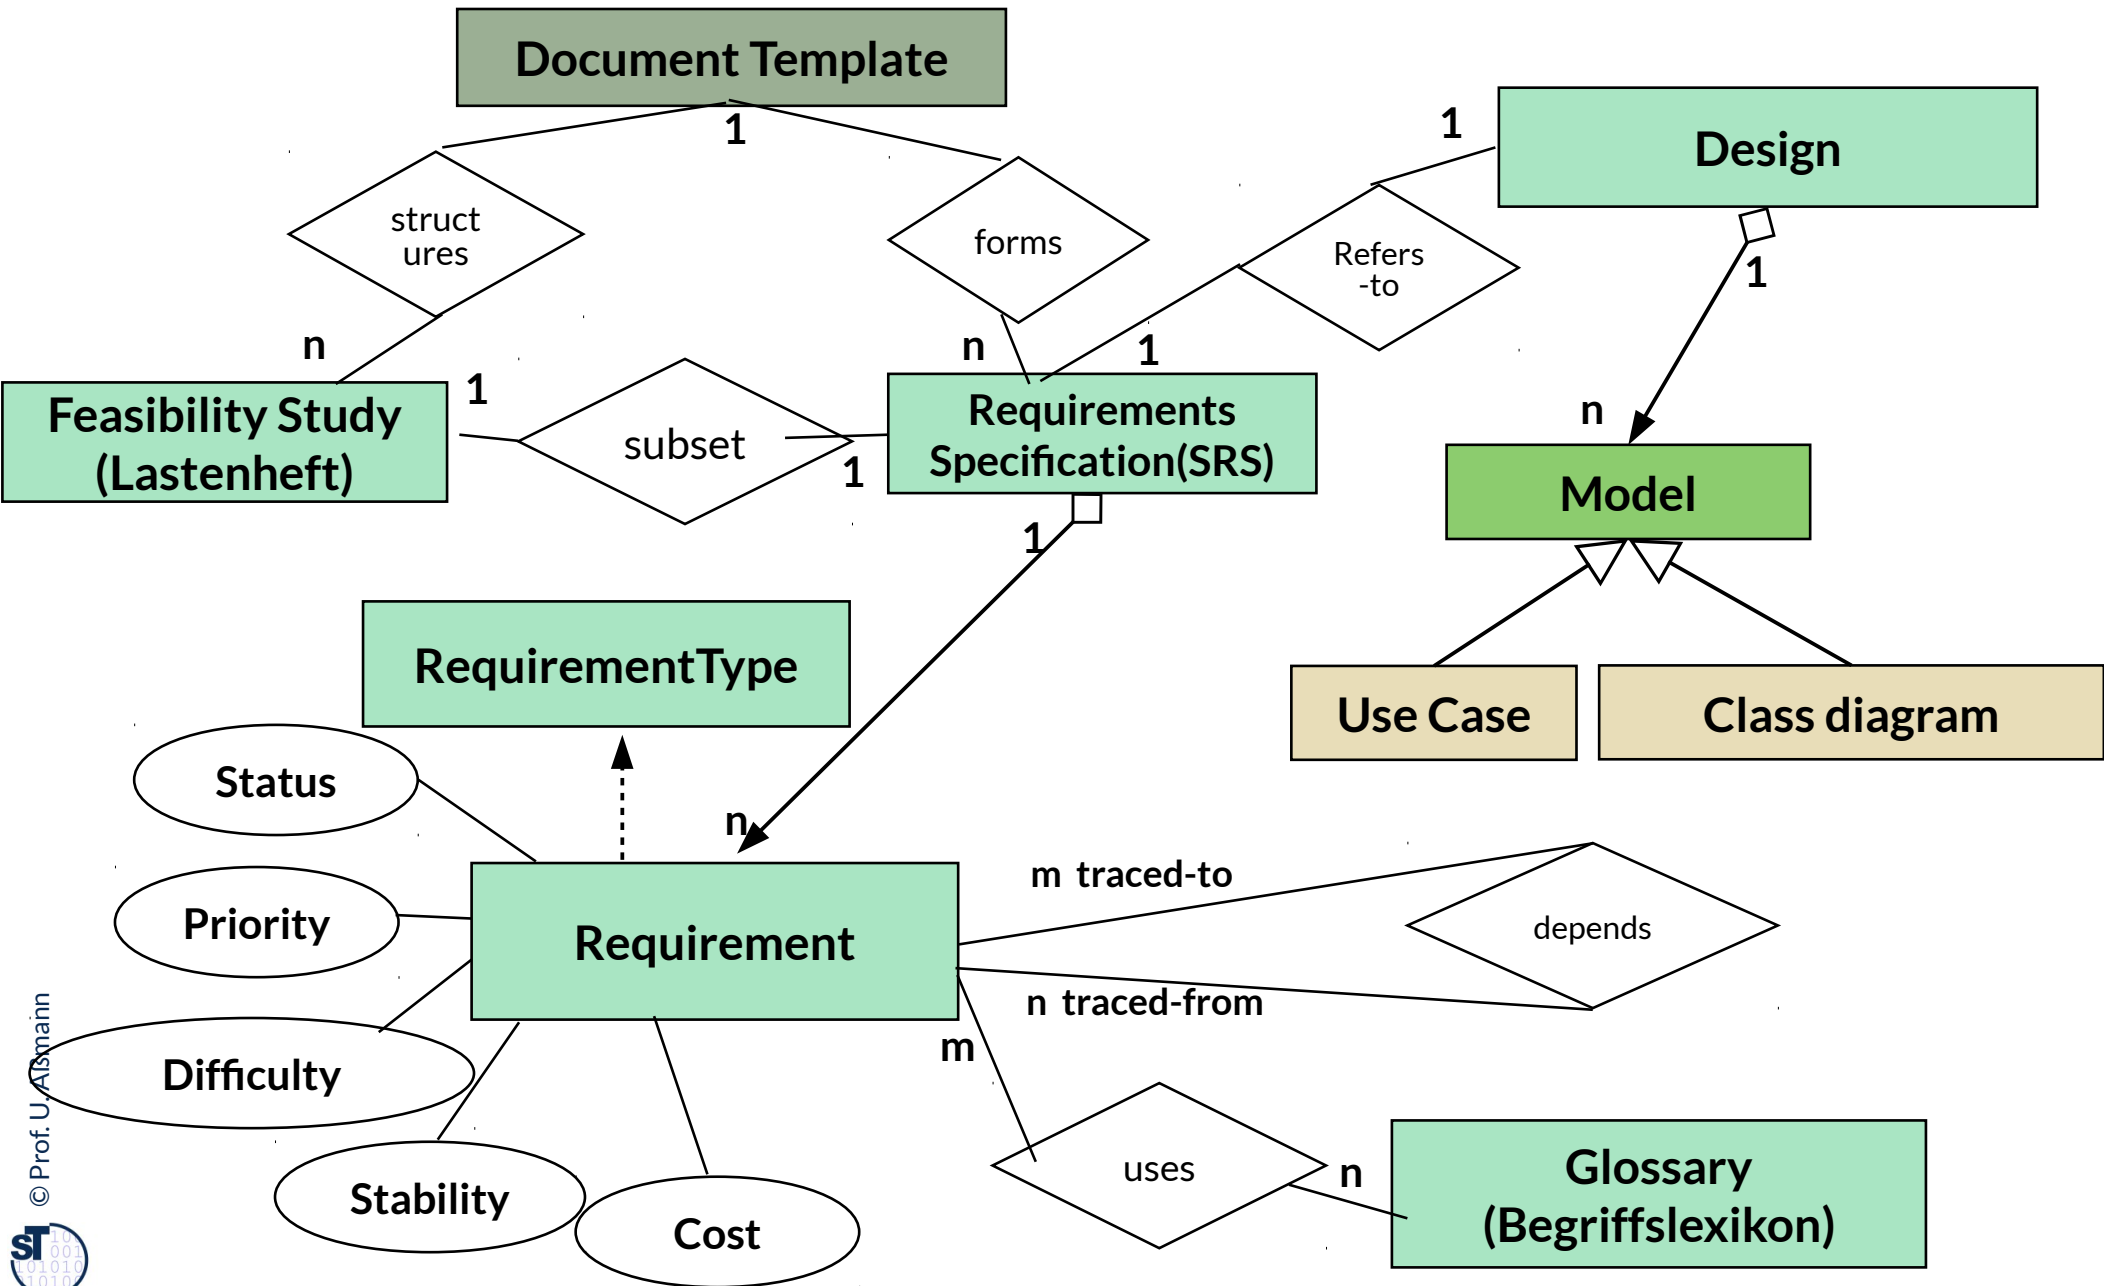 Document Template
1
1
Design
struct
ures
forms
Refers
-to
1
n
n
1
n
1
Feasibility Study
(Lastenheft)
subset
1
Requirements
Specification(SRS)
Model
1
RequirementType
Use Case
Class diagram
Status
n
m traced-to
Priority
Requirement
depends
n traced-from
m
Difficulty
uses
n
Glossary
(Begriffslexikon)
Stability
Cost
© Prof. U. Aßmann
ST